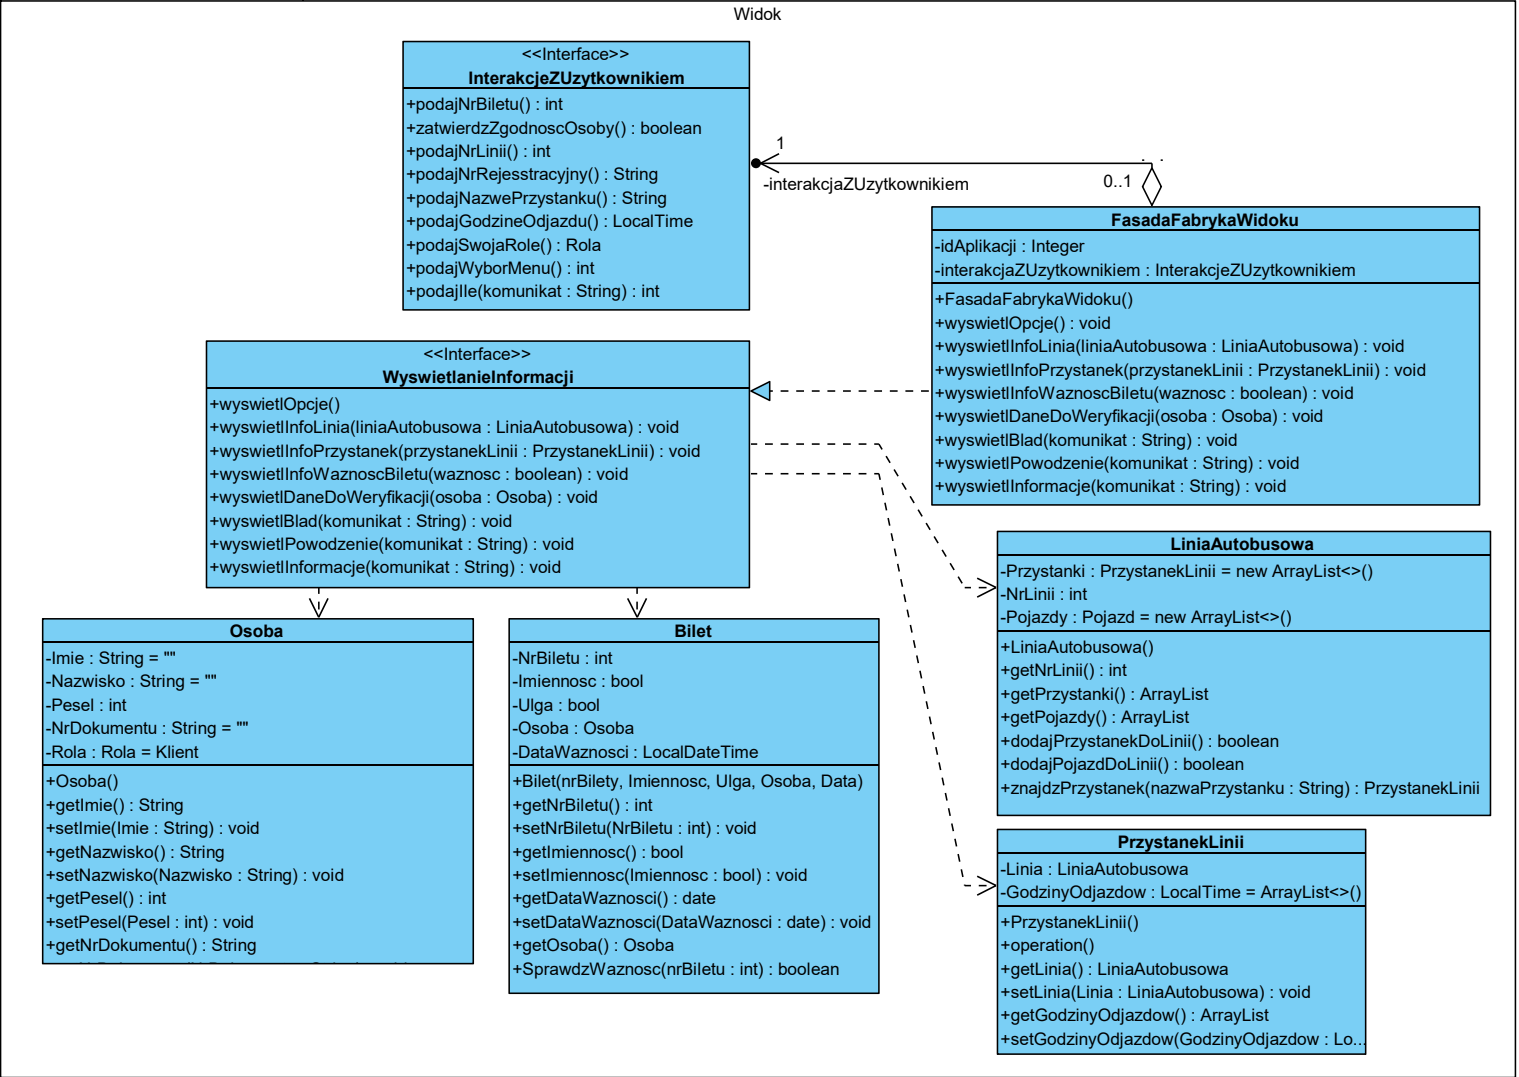 Widok
<<Interface>>
InterakcjeZUzytkownikiem
+podajNrBiletu() : int
+zatwierdzZgodnoscOsoby() : boolean
+podajNrLinii() : int
+podajNrRejesstracyjny() : String
+podajNazwePrzystanku() : String
+podajGodzineOdjazdu() : LocalTime
+podajSwojaRole() : Rola
+podajWyborMenu() : int
+podajIle(komunikat : String) : int
1
-interakcjaZUzytkownikiem
0..1
FasadaFabrykaWidoku
-idAplikacji : Integer
-interakcjaZUzytkownikiem : InterakcjeZUzytkownikiem
+FasadaFabrykaWidoku()
+wyswietlOpcje() : void
+wyswietlInfoLinia(liniaAutobusowa : LiniaAutobusowa) : void
+wyswietlInfoPrzystanek(przystanekLinii : PrzystanekLinii) : void
+wyswietlInfoWaznoscBiletu(waznosc : boolean) : void
+wyswietlDaneDoWeryfikacji(osoba : Osoba) : void
+wyswietlBlad(komunikat : String) : void
+wyswietlPowodzenie(komunikat : String) : void
+wyswietlInformacje(komunikat : String) : void
<<Interface>>
WyswietlanieInformacji
+wyswietlOpcje()
+wyswietlInfoLinia(liniaAutobusowa : LiniaAutobusowa) : void
+wyswietlInfoPrzystanek(przystanekLinii : PrzystanekLinii) : void
+wyswietlInfoWaznoscBiletu(waznosc : boolean) : void
+wyswietlDaneDoWeryfikacji(osoba : Osoba) : void
+wyswietlBlad(komunikat : String) : void
+wyswietlPowodzenie(komunikat : String) : void
+wyswietlInformacje(komunikat : String) : void
LiniaAutobusowa
-Przystanki : PrzystanekLinii = new ArrayList<>()
-NrLinii : int
-Pojazdy : Pojazd = new ArrayList<>()
+LiniaAutobusowa()
+getNrLinii() : int
+getPrzystanki() : ArrayList
+getPojazdy() : ArrayList
+dodajPrzystanekDoLinii() : boolean
+dodajPojazdDoLinii() : boolean
+znajdzPrzystanek(nazwaPrzystanku : String) : PrzystanekLinii
Osoba
-Imie : String = ""
-Nazwisko : String = ""
-Pesel : int
-NrDokumentu : String = ""
-Rola : Rola = Klient
+Osoba()
+getImie() : String
+setImie(Imie : String) : void
+getNazwisko() : String
+setNazwisko(Nazwisko : String) : void
+getPesel() : int
+setPesel(Pesel : int) : void
+getNrDokumentu() : String
Bilet
-NrBiletu : int
-Imiennosc : bool
-Ulga : bool
-Osoba : Osoba
-DataWaznosci : LocalDateTime
+Bilet(nrBilety, Imiennosc, Ulga, Osoba, Data)
+getNrBiletu() : int
+setNrBiletu(NrBiletu : int) : void
+getImiennosc() : bool
+setImiennosc(Imiennosc : bool) : void
+getDataWaznosci() : date
+setDataWaznosci(DataWaznosci : date) : void
+getOsoba() : Osoba
+SprawdzWaznosc(nrBiletu : int) : boolean
PrzystanekLinii
-Linia : LiniaAutobusowa
-GodzinyOdjazdow : LocalTime = ArrayList<>()
+PrzystanekLinii()
+operation()
+getLinia() : LiniaAutobusowa
+setLinia(Linia : LiniaAutobusowa) : void
+getGodzinyOdjazdow() : ArrayList
+setGodzinyOdjazdow(GodzinyOdjazdow : Lo...